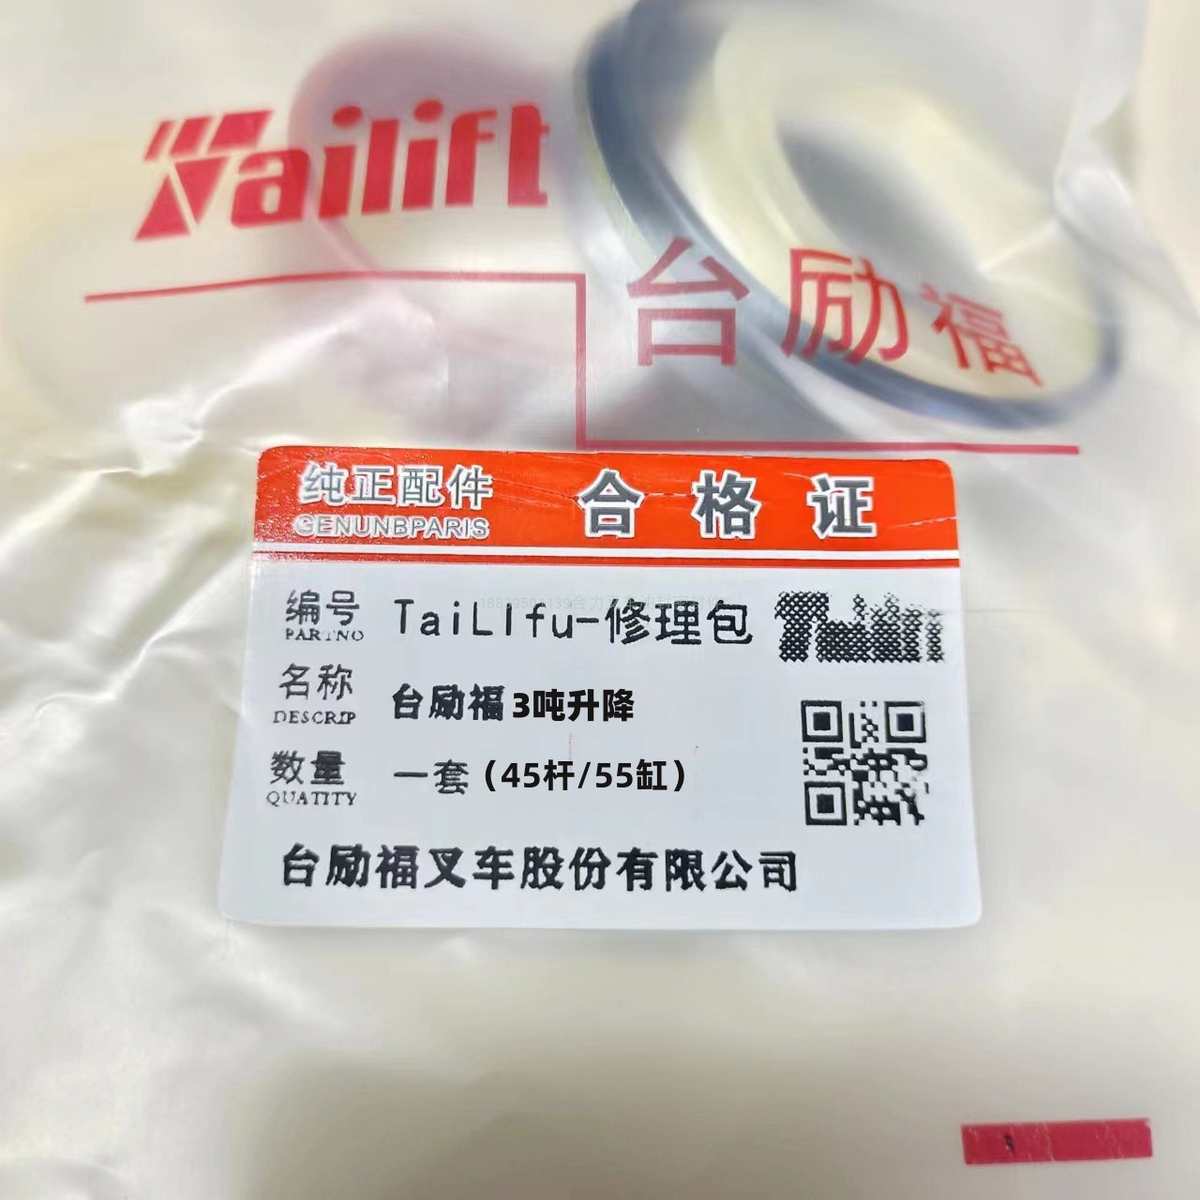 Tailift
台励福
纯正配件 合格证
GENUNBPARIS
编号 TaiLIfu-修理包
PARTNO
名称 台励福3吨升降
DESCRIP
数量 一套（45杆/55缸）
QUATITY
台励福叉车股份有限公司